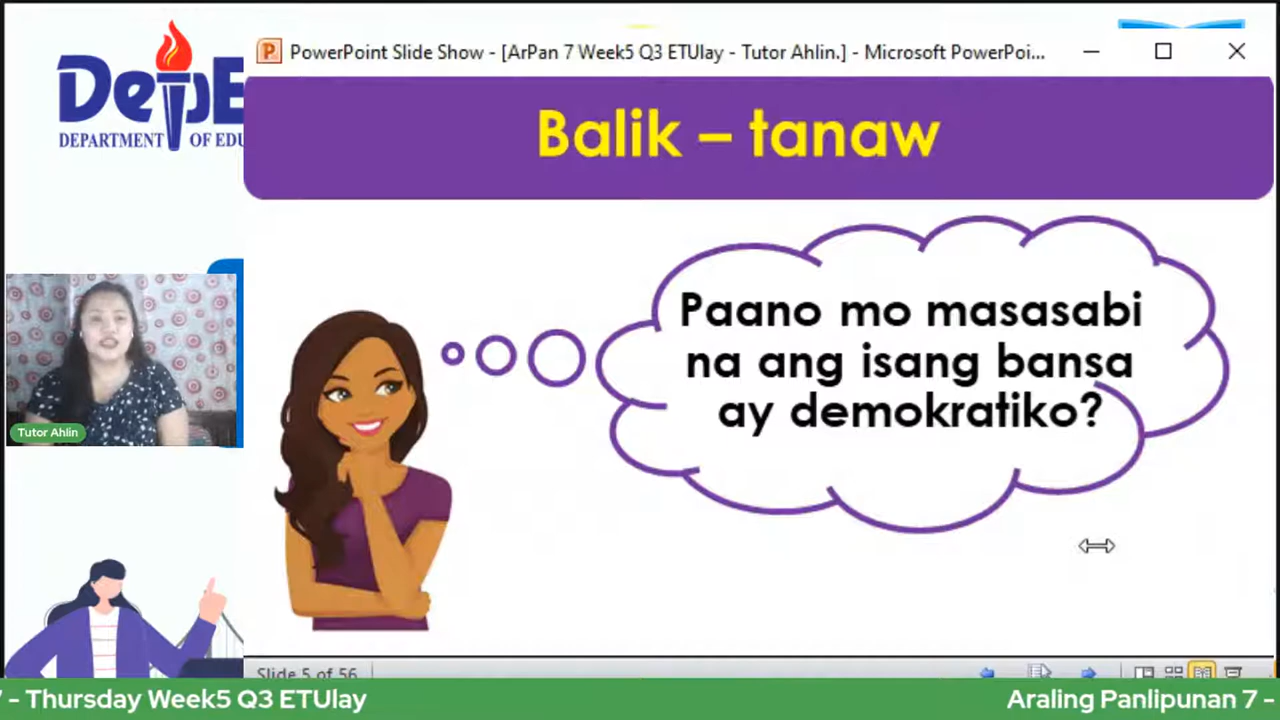 DepE
DEPARTMENT OF EDU
PowerPoint Slide Show - [ArPan 7 Week5 Q3 ETUlay - Tutor Ahlin.] - Microsoft PowerPoi...
Balik – tanaw
Paano mo masasabi
na ang isang bansa
ay demokratiko?
Tutor Ahlin
Slide 5 of 56
7 - Thursday Week5 Q3 ETUlay
Araling Panlipunan 7 -